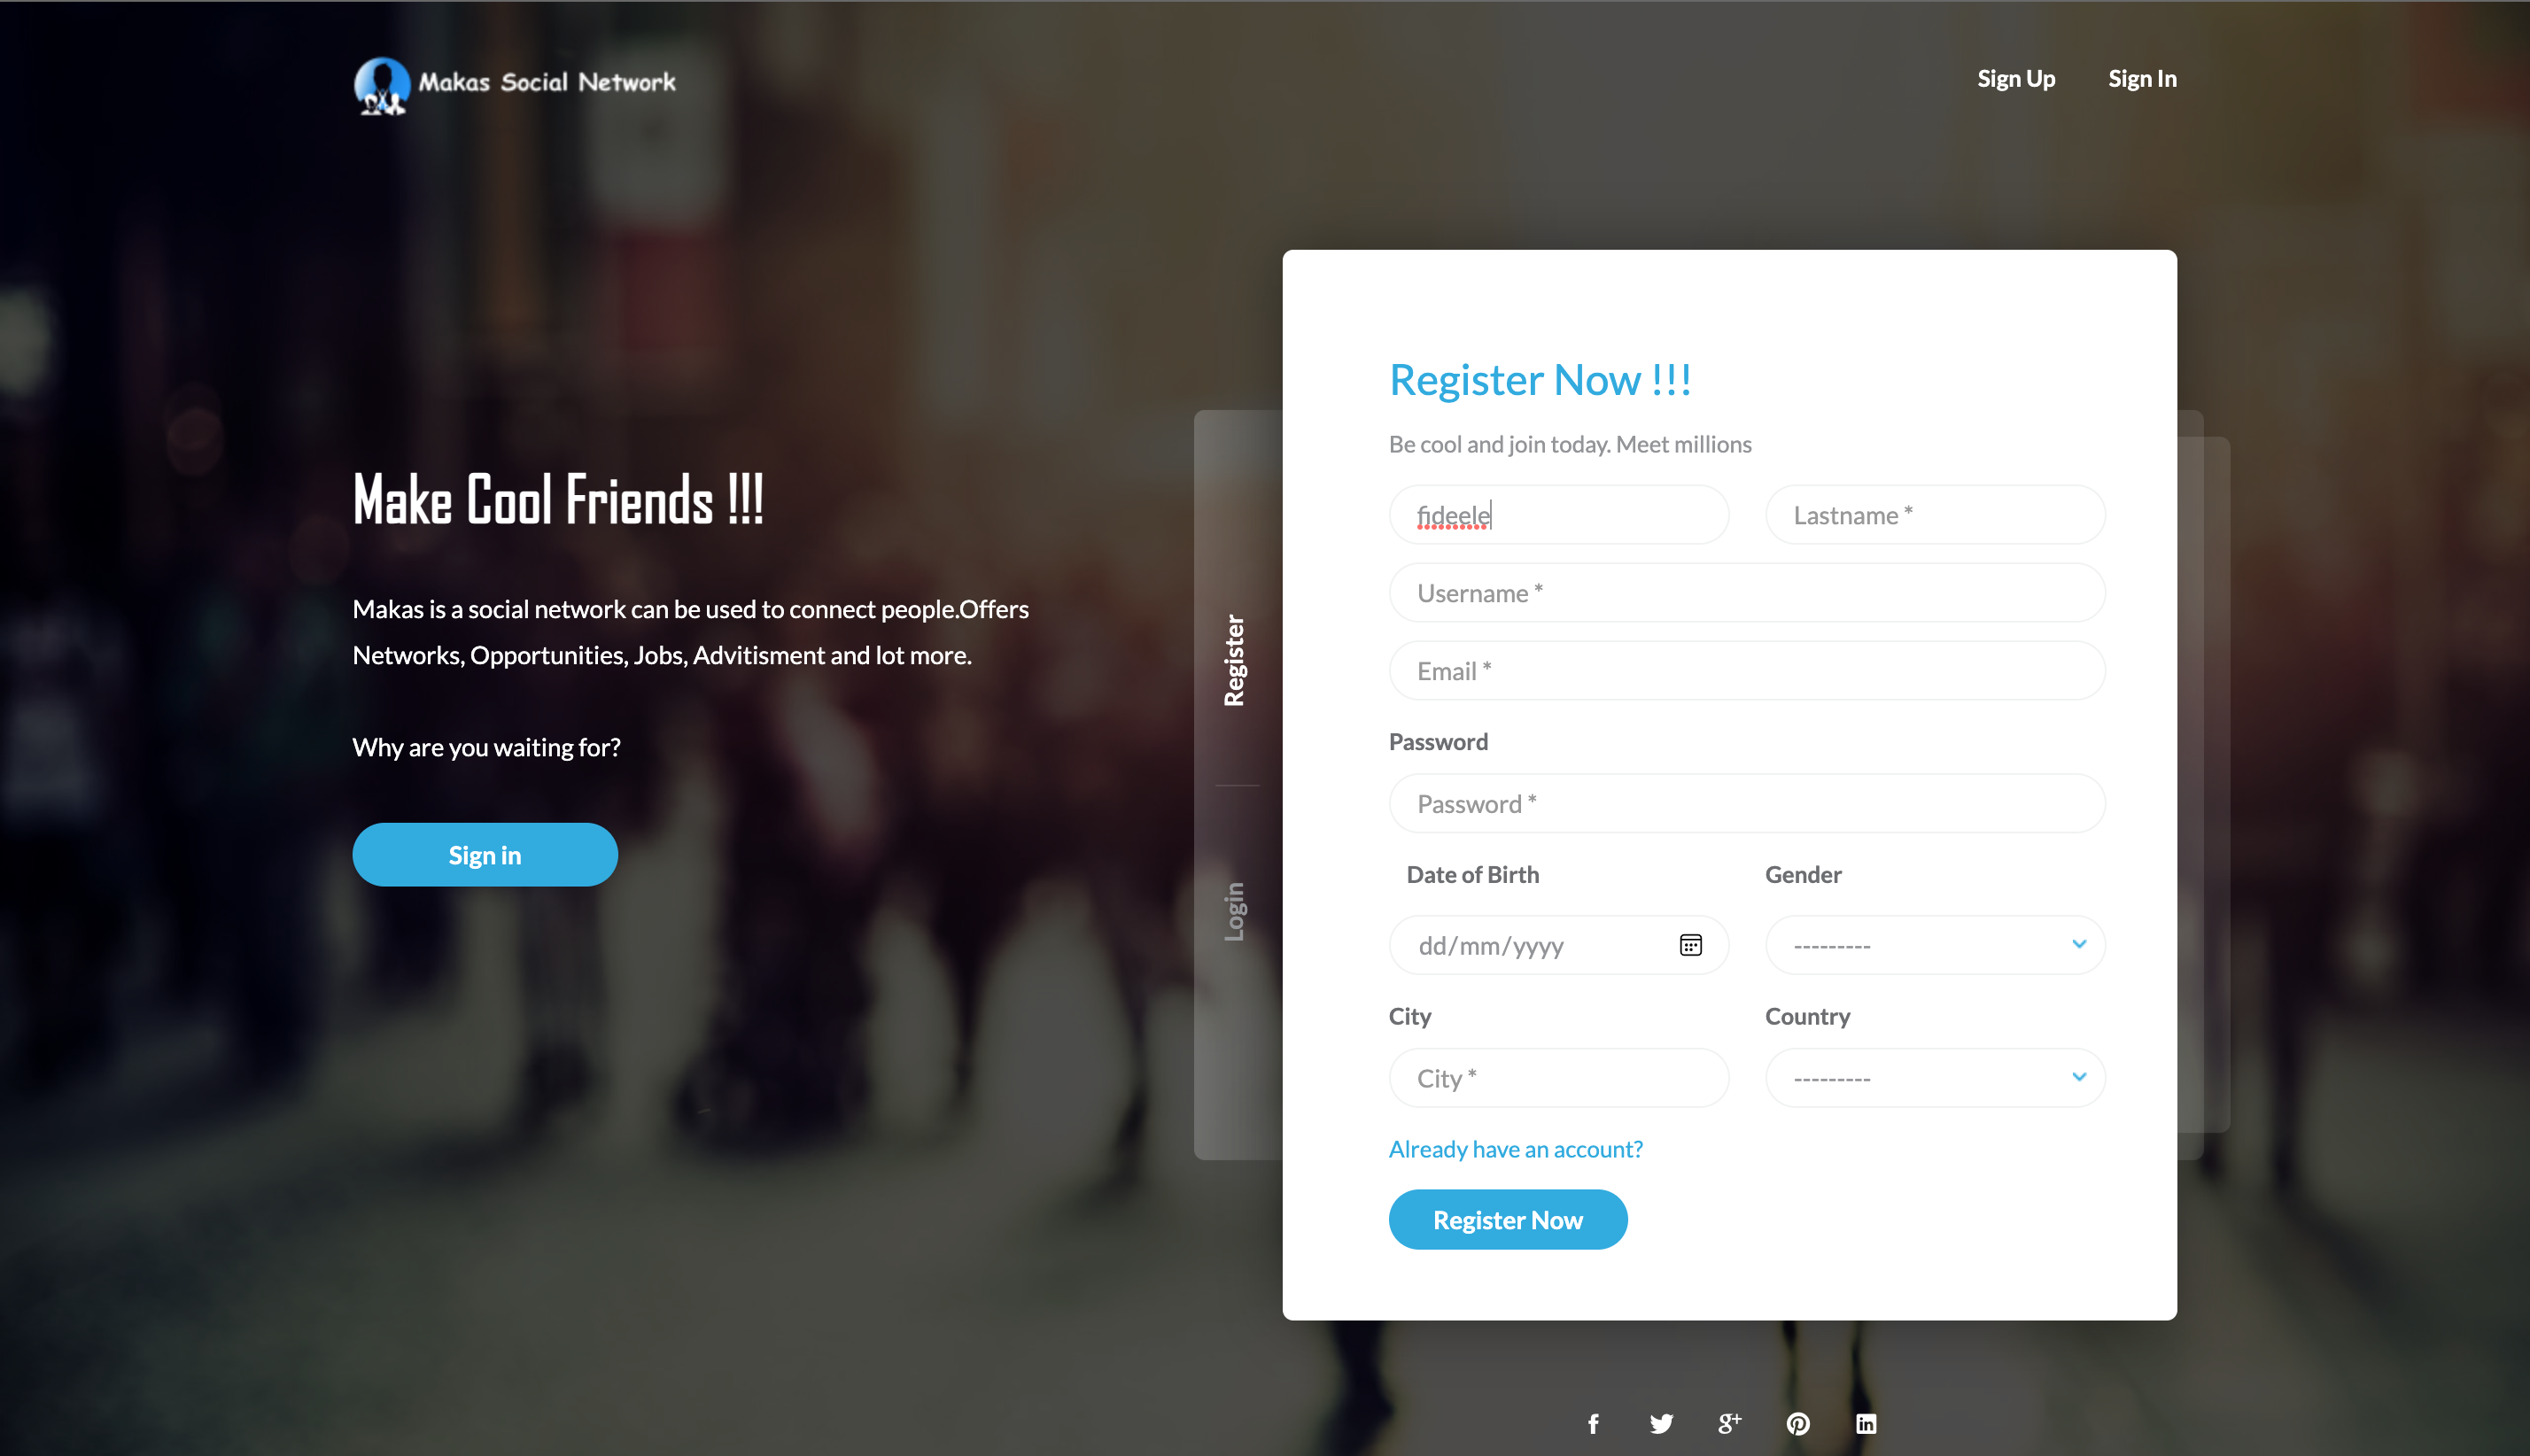 Makas Social Network
Sign Up Sign In
Make Cool Friends !!!
Makas is a social network can be used to connect people.Offers
Networks, Opportunities, Jobs, Advitisment and lot more.
Why are you waiting for?
Sign in
Register
Login
Register Now !!!
Be cool and join today. Meet millions
fideele Lastname *
Username *
Email *
Password
Password *
Date of Birth Gender
dd/mm/yyyy ---------
City Country
City * ---------
Already have an account?
Register Now